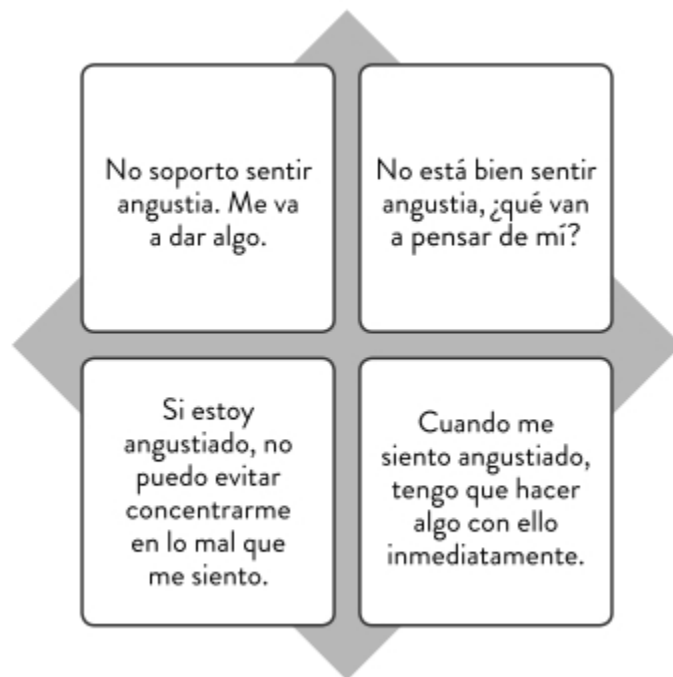 No soporto sentir
angustia. Me va
a dar algo.
No está bien sentir
angustia, ¿qué van
a pensar de mí?
Si estoy
angustiado, no
puedo evitar
concentrarme
en lo mal que
me siento.
Cuando me
siento angustiado,
tengo que hacer
algo con ello
inmediatamente.